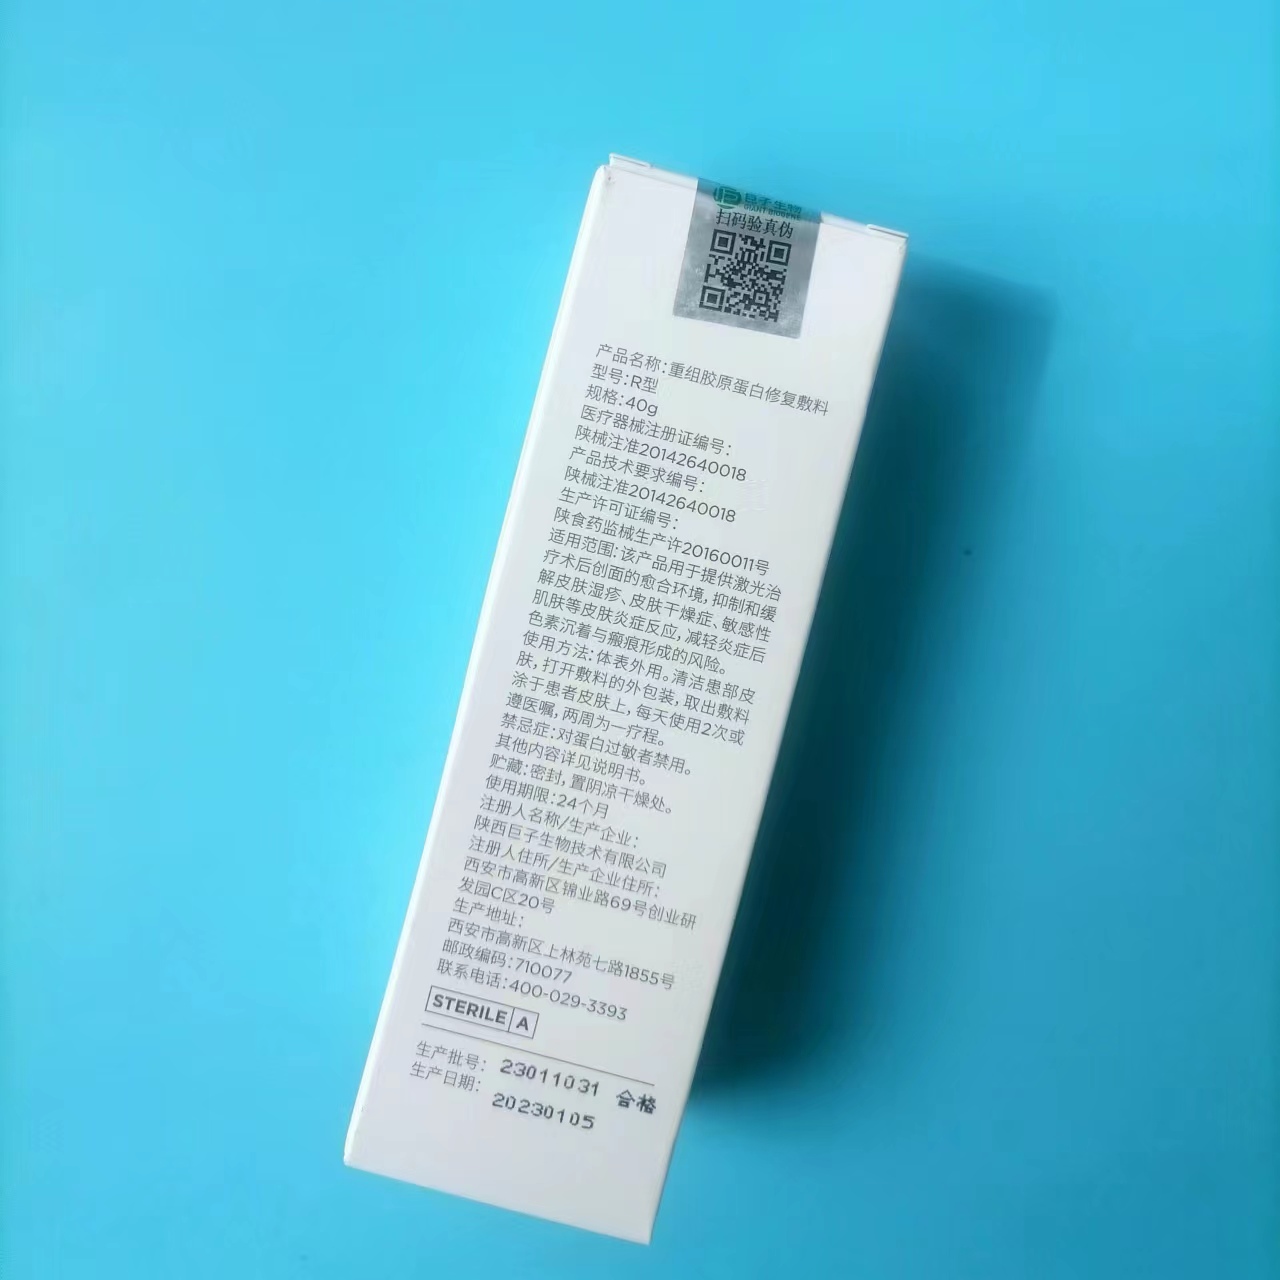 巨子生物
GIANT BIOGENE
扫码验真伪
产品名称：重组胶原蛋白修复敷料
型号：R型
规格：40g
医疗器械注册证编号：
陕械注准20142640018
产品技术要求编号：
陕械注准20142640018
生产许可证编号：
陕食药监械生产许20160011号
适用范围：该产品用于提供激光治
疗术后创面的愈合环境，抑制和缓
解皮肤湿疹、皮肤干燥症、敏感性
肌肤等皮肤炎症反应，减轻炎症后
色素沉着与瘢痕形成的风险。
使用方法：体表外用。清洁患部皮
肤，打开敷料的外包装，取出敷料
涂于患者皮肤上，每天使用2次或
遵医嘱，两周为一疗程。
禁忌症：对蛋白过敏者禁用。
其他内容详见说明书。
贮藏：密封，置阴凉干燥处。
使用期限：24个月
注册人名称/生产企业：
陕西巨子生物技术有限公司
注册人住所/生产企业住所：
西安市高新区锦业路69号创业研
发园C区20号
生产地址：
西安市高新区上林苑七路1855号
邮政编码：710077
联系电话：400-029-3393
STERILE A
生产批号：23011031 合格
生产日期：20230105